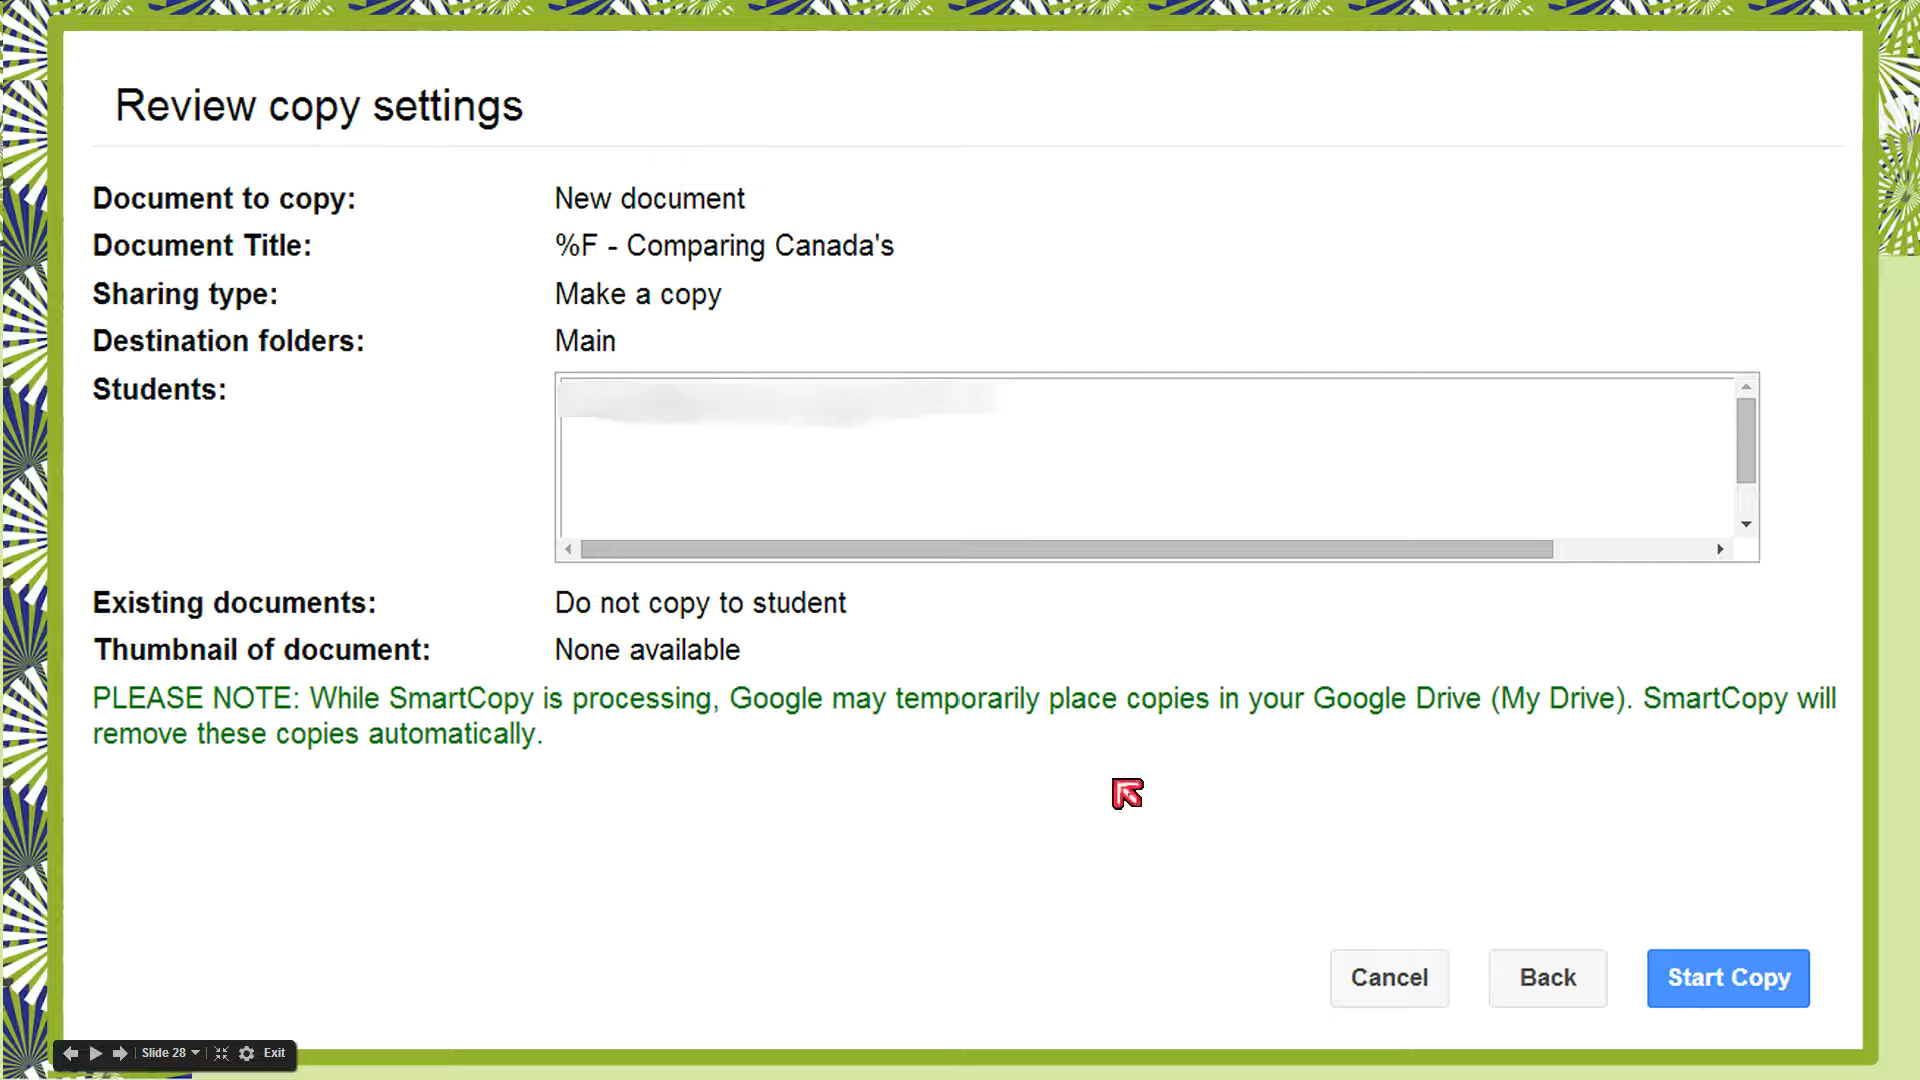 Review copy settings
Document to copy: New document
Document Title: %F - Comparing Canada's
Sharing type: Make a copy
Destination folders: Main
Students:
Existing documents: Do not copy to student
Thumbnail of document: None available
PLEASE NOTE: While SmartCopy is processing, Google may temporarily place copies in your Google Drive (My Drive). SmartCopy will
remove these copies automatically.
Cancel Back Start Copy
Slide 28 Exit